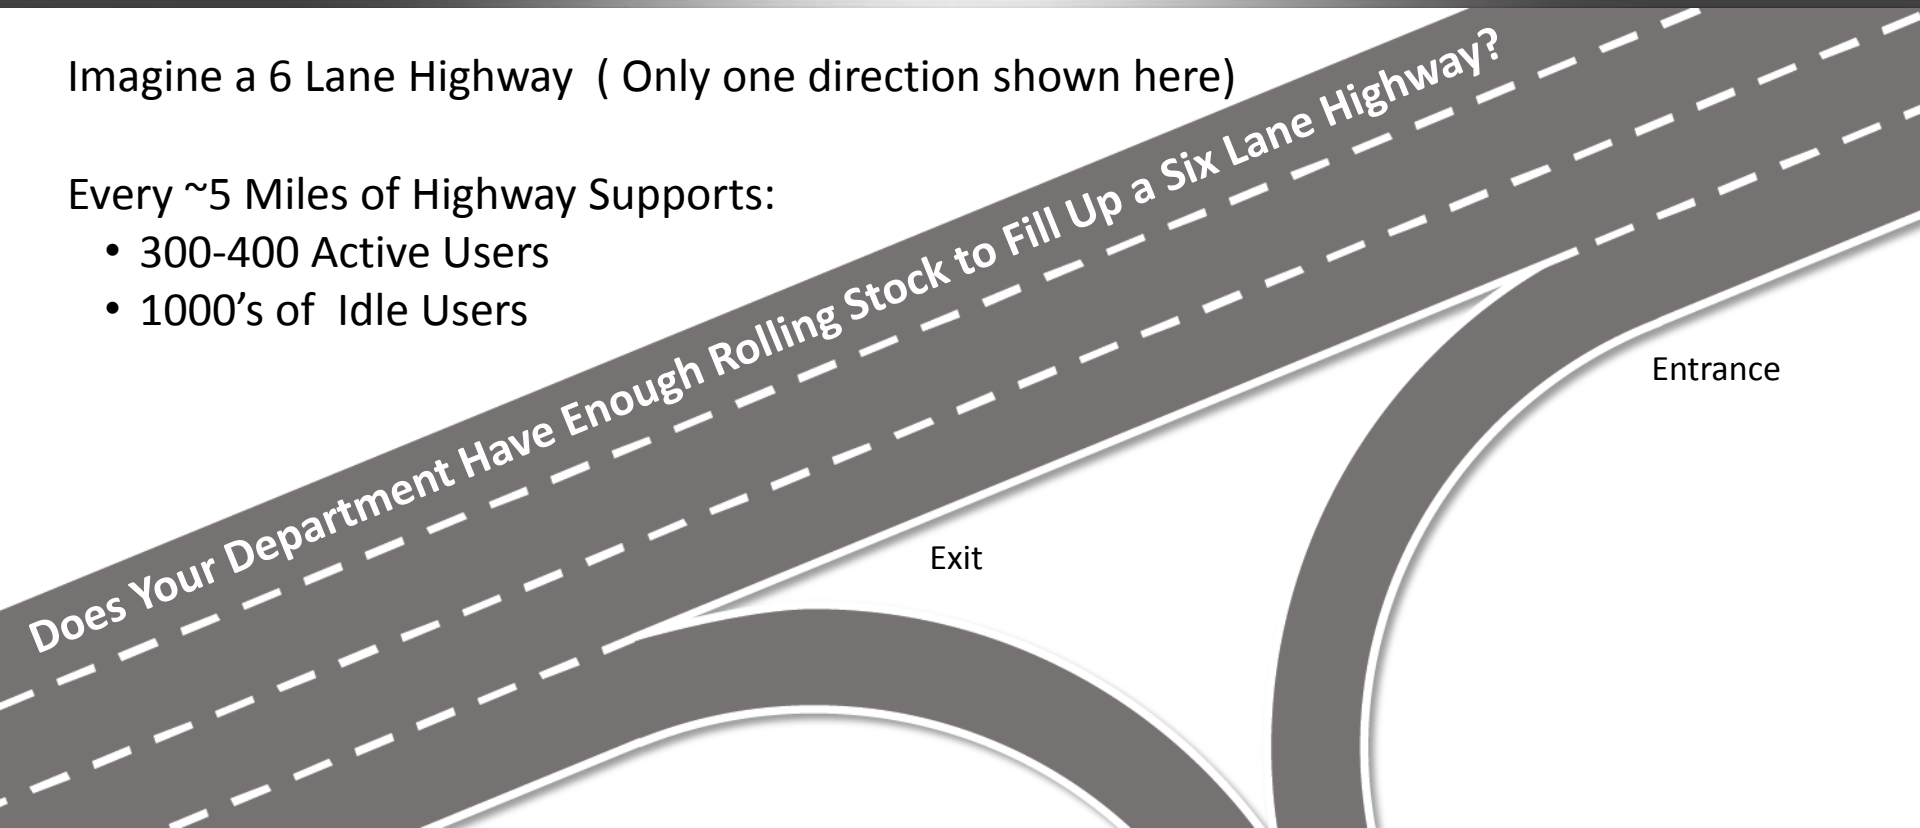 Imagine a 6 Lane Highway ( Only one direction shown here)
Every ~5 Miles of Highway Supports:
• 300-400 Active Users
• 1000’s of Idle Users
Does Your Department Have Enough Rolling Stock to Fill Up a Six Lane Highway?
Entrance
Exit